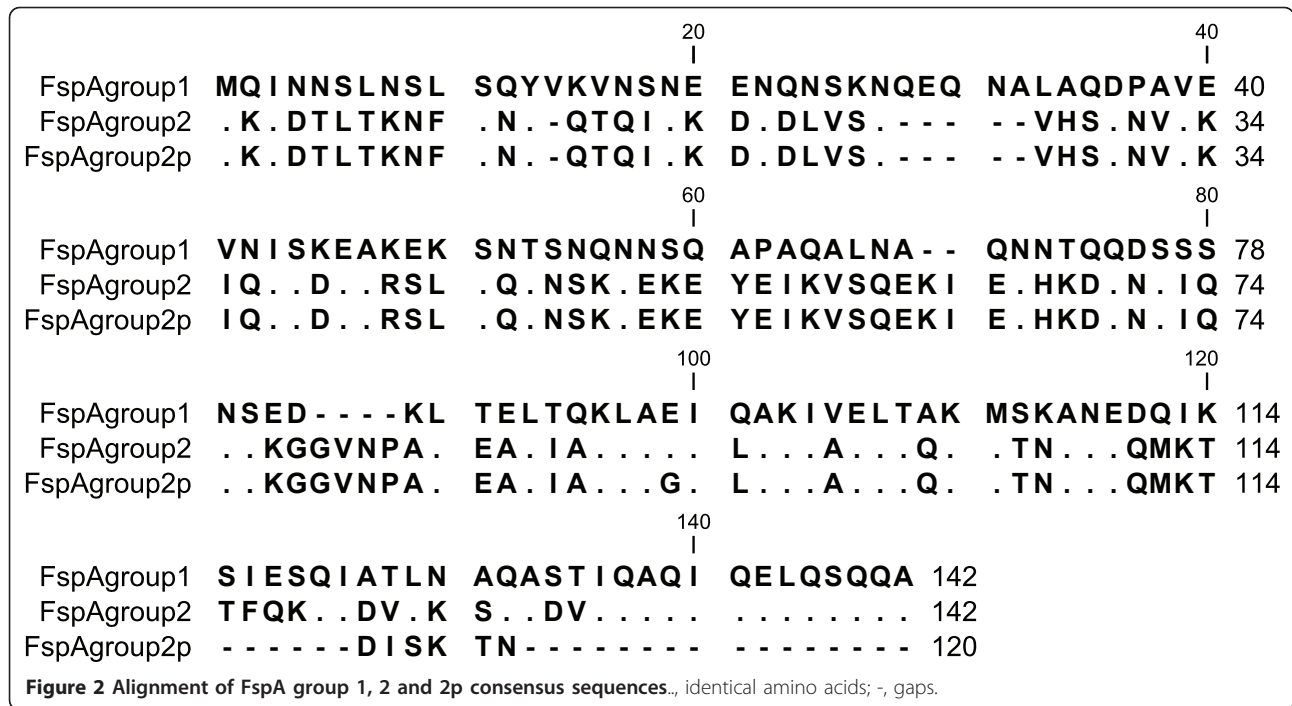 20 40
FspAgroup1 MQINNSLNSL SQYVKVNSNE ENQNSKNQEQ NALAQDPAVE 40
FspAgroup2 .K.DTLTKNF .N.-QTQI.K D.DLVS.--- --VHS.NV.K 34
FspAgroup2p .K.DTLTKNF .N.-QTQI.K D.DLVS.--- --VHS.NV.K 34
60 80
FspAgroup1 VNISKEAKEK SNTSNQNNSQ APAQALNA-- QNNTQQDSSS 78
FspAgroup2 IQ..D..RSL .Q.NSK.EKE YEIKVSQEKI E.HKD.N.IQ 74
FspAgroup2p IQ..D..RSL .Q.NSK.EKE YEIKVSQEKI E.HKD.N.IQ 74
100 120
FspAgroup1 NSED----KL TELTQKLAEI QAKIVELTAK MSKANEDQIK 114
FspAgroup2 ..KGGVNPA. EA.IA..... L...A...Q. .TN...QMKT 114
FspAgroup2p ..KGGVNPA. EA.IA...G. L...A...Q. .TN...QMKT 114
140
FspAgroup1 SIESQIATLN AQASTIQAQI QELQSQQA 142
FspAgroup2 TFQK..DV.K S..DV..... ........ 142
FspAgroup2p ------DISK TN-------- -------- 120
Figure 2 Alignment of FspA group 1, 2 and 2p consensus sequences.., identical amino acids; -, gaps.